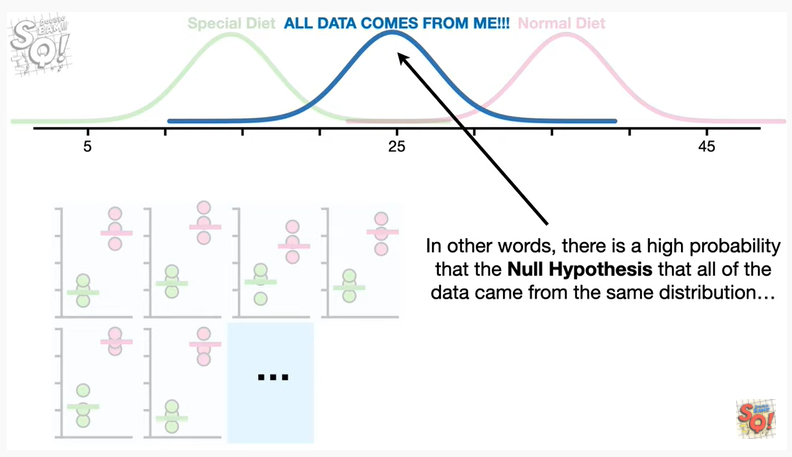 Special Diet ALL DATA COMES FROM ME!!! Normal Diet
5 25 45
In other words, there is a high probability
that the Null Hypothesis that all of the
data came from the same distribution…
...